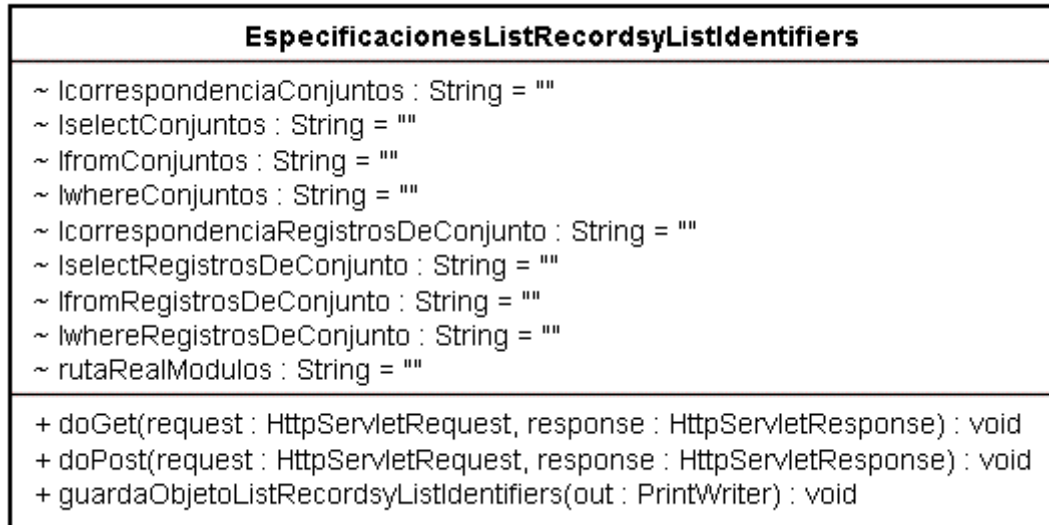 EspecificacionesListRecordsyListIdentifiers
~ lcorrespondenciaConjuntos : String = ""
~ lselectConjuntos : String = ""
~ lfromConjuntos : String = ""
~ lwhereConjuntos : String = ""
~ lcorrespondenciaRegistrosDeConjunto : String = ""
~ lselectRegistrosDeConjunto : String = ""
~ lfromRegistrosDeConjunto : String = ""
~ lwhereRegistrosDeConjunto : String = ""
~ rutaRealModulos : String = ""
+ doGet(request : HttpServletRequest, response : HttpServletResponse) : void
+ doPost(request : HttpServletRequest, response : HttpServletResponse) : void
+ guardaObjetoListRecordsyListIdentifiers(out : PrintWriter) : void